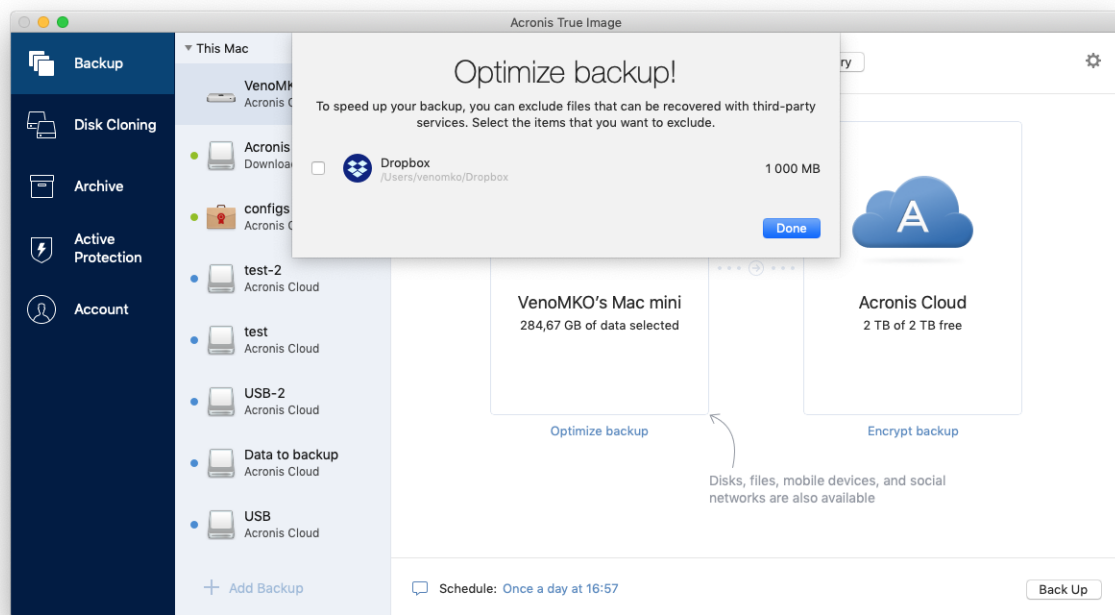 Acronis True Image
Backup
Disk Cloning
Archive
Active
Protection
Account
This Mac
Acronis
configs
test-2
Acronis Cloud
test
Acronis Cloud
USB-2
Acronis Cloud
Data to backup
Acronis Cloud
USB
Acronis Cloud
Add Backup
Optimize backup!
To speed up your backup, you can exclude files that can be recovered with third-party
services. Select the items that you want to exclude.
Dropbox
/Users/venomko/Dropbox
1 000 MB
Done
VenoMKO’s Mac mini
284,67 GB of data selected
Optimize backup
Acronis Cloud
2 TB of 2 TB free
Encrypt backup
Disks, files, mobile devices, and social
networks are also available
Schedule: Once a day at 16:57
Back Up